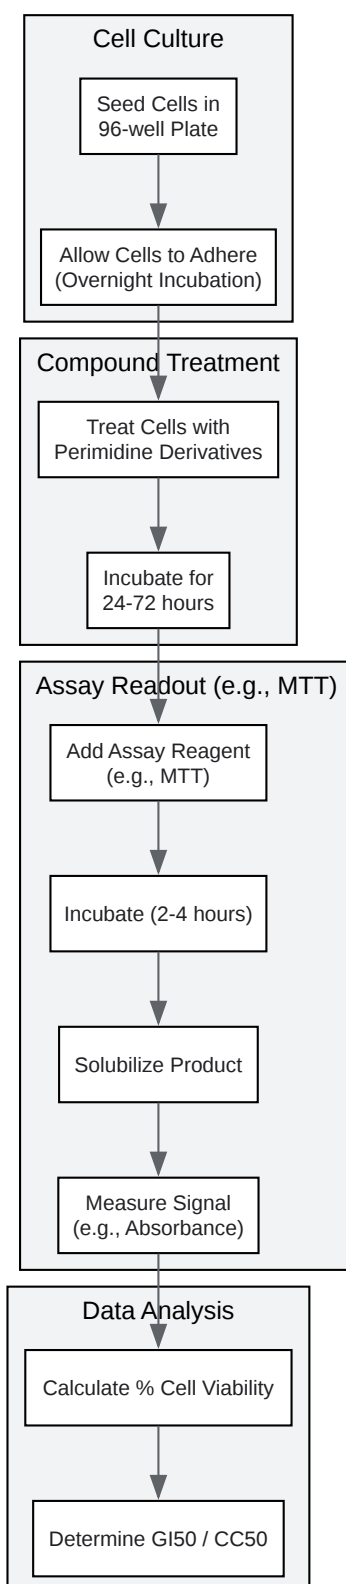 Cell Culture
Seed Cells in
96-well Plate
Allow Cells to Adhere
(Overnight Incubation)
Compound Treatment
Treat Cells with
Perimidine Derivatives
Incubate for
24-72 hours
Assay Readout (e.g., MTT)
Add Assay Reagent
(e.g., MTT)
Incubate (2-4 hours)
Solubilize Product
Measure Signal
(e.g., Absorbance)
Data Analysis
Calculate % Cell Viability
Determine GI50 / CC50